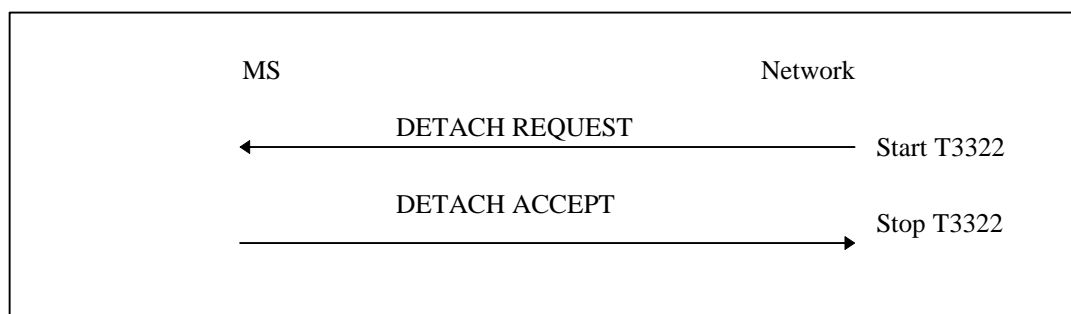 MS
Network
DETACH REQUEST
Start T3322
DETACH ACCEPT
Stop T3322